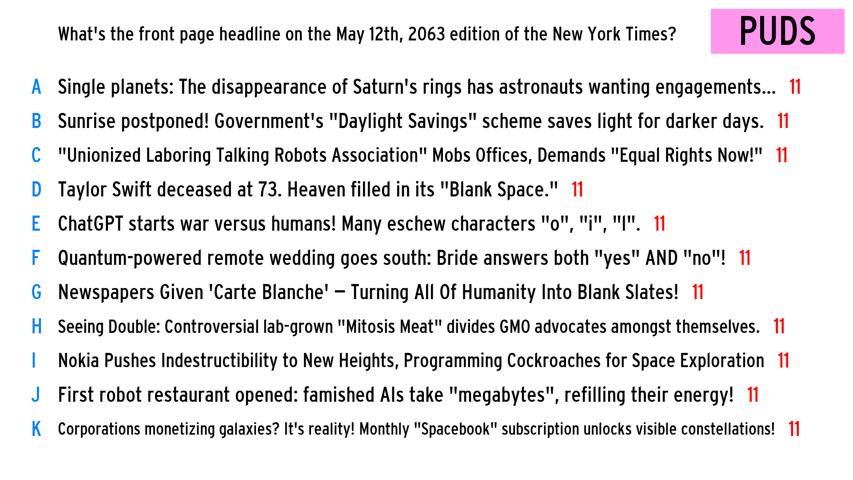 What's the front page headline on the May 12th, 2063 edition of the New York Times?
PUDS
A Single planets: The disappearance of Saturn's rings has astronauts wanting engagements... 11
B Sunrise postponed! Government's "Daylight Savings" scheme saves light for darker days. 11
C "Unionized Laboring Talking Robots Association" Mobs Offices, Demands "Equal Rights Now!" 11
D Taylor Swift deceased at 73. Heaven filled in its "Blank Space." 11
E ChatGPT starts war versus humans! Many eschew characters "o", "i", "l". 11
F Quantum-powered remote wedding goes south: Bride answers both "yes" AND "no"! 11
G Newspapers Given 'Carte Blanche' – Turning All Of Humanity Into Blank Slates! 11
H Seeing Double: Controversial lab-grown "Mitosis Meat" divides GMO advocates amongst themselves. 11
I Nokia Pushes Indestructibility to New Heights, Programming Cockroaches for Space Exploration 11
J First robot restaurant opened: famished AIs take "megabytes", refilling their energy! 11
K Corporations monetizing galaxies? It's reality! Monthly "Spacebook" subscription unlocks visible constellations! 11